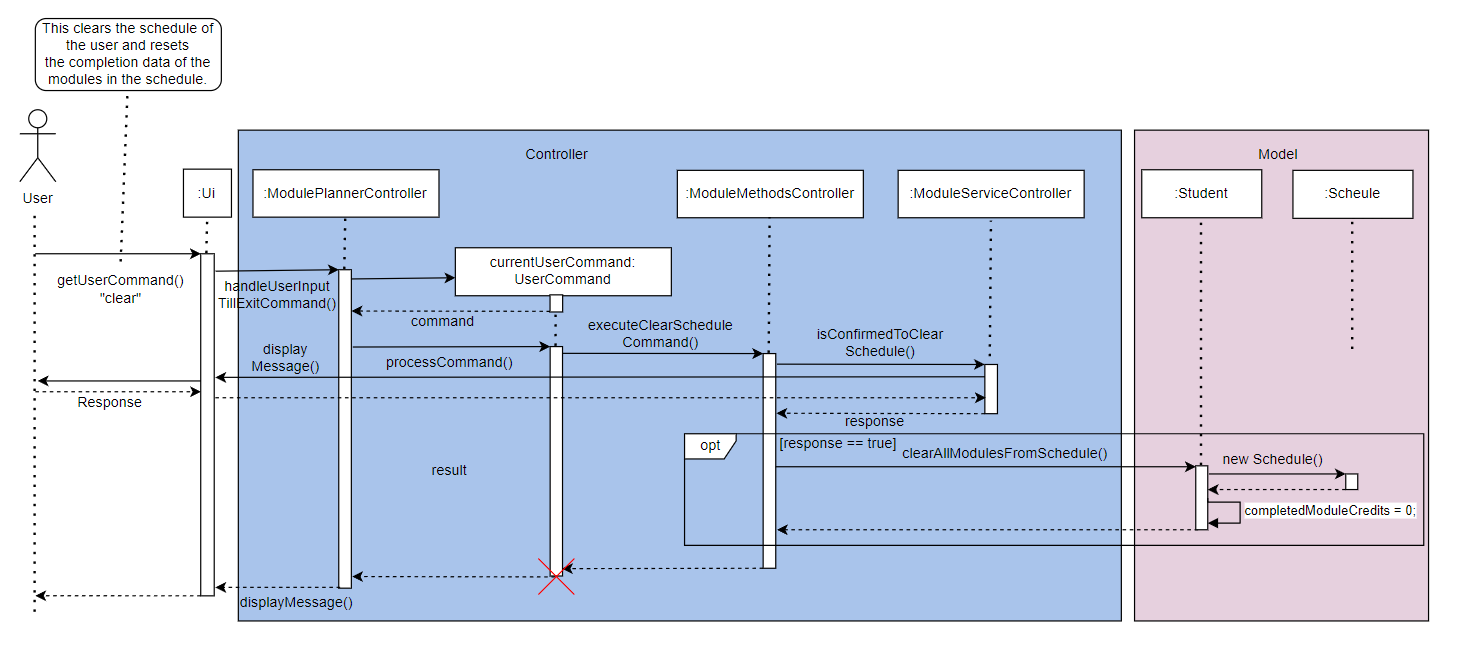 This clears the schedule of
the user and resets
the completion data of the
modules in the schedule.
User
Controller
Model
:Ui
:ModulePlannerController
:ModuleMethodsController
:ModuleServiceController
:Student
:Scheule
getUserCommand()
"clear"
handleUserInput
TillExitCommand()
currentUserCommand:
UserCommand
command
executeClearSchedule
Command()
isConfirmedToClear
Schedule()
display
Message()
processCommand()
Response
response
opt
[response == true]
clearAllModulesFromSchedule()
new Schedule()
result
completedModuleCredits = 0;
displayMessage()